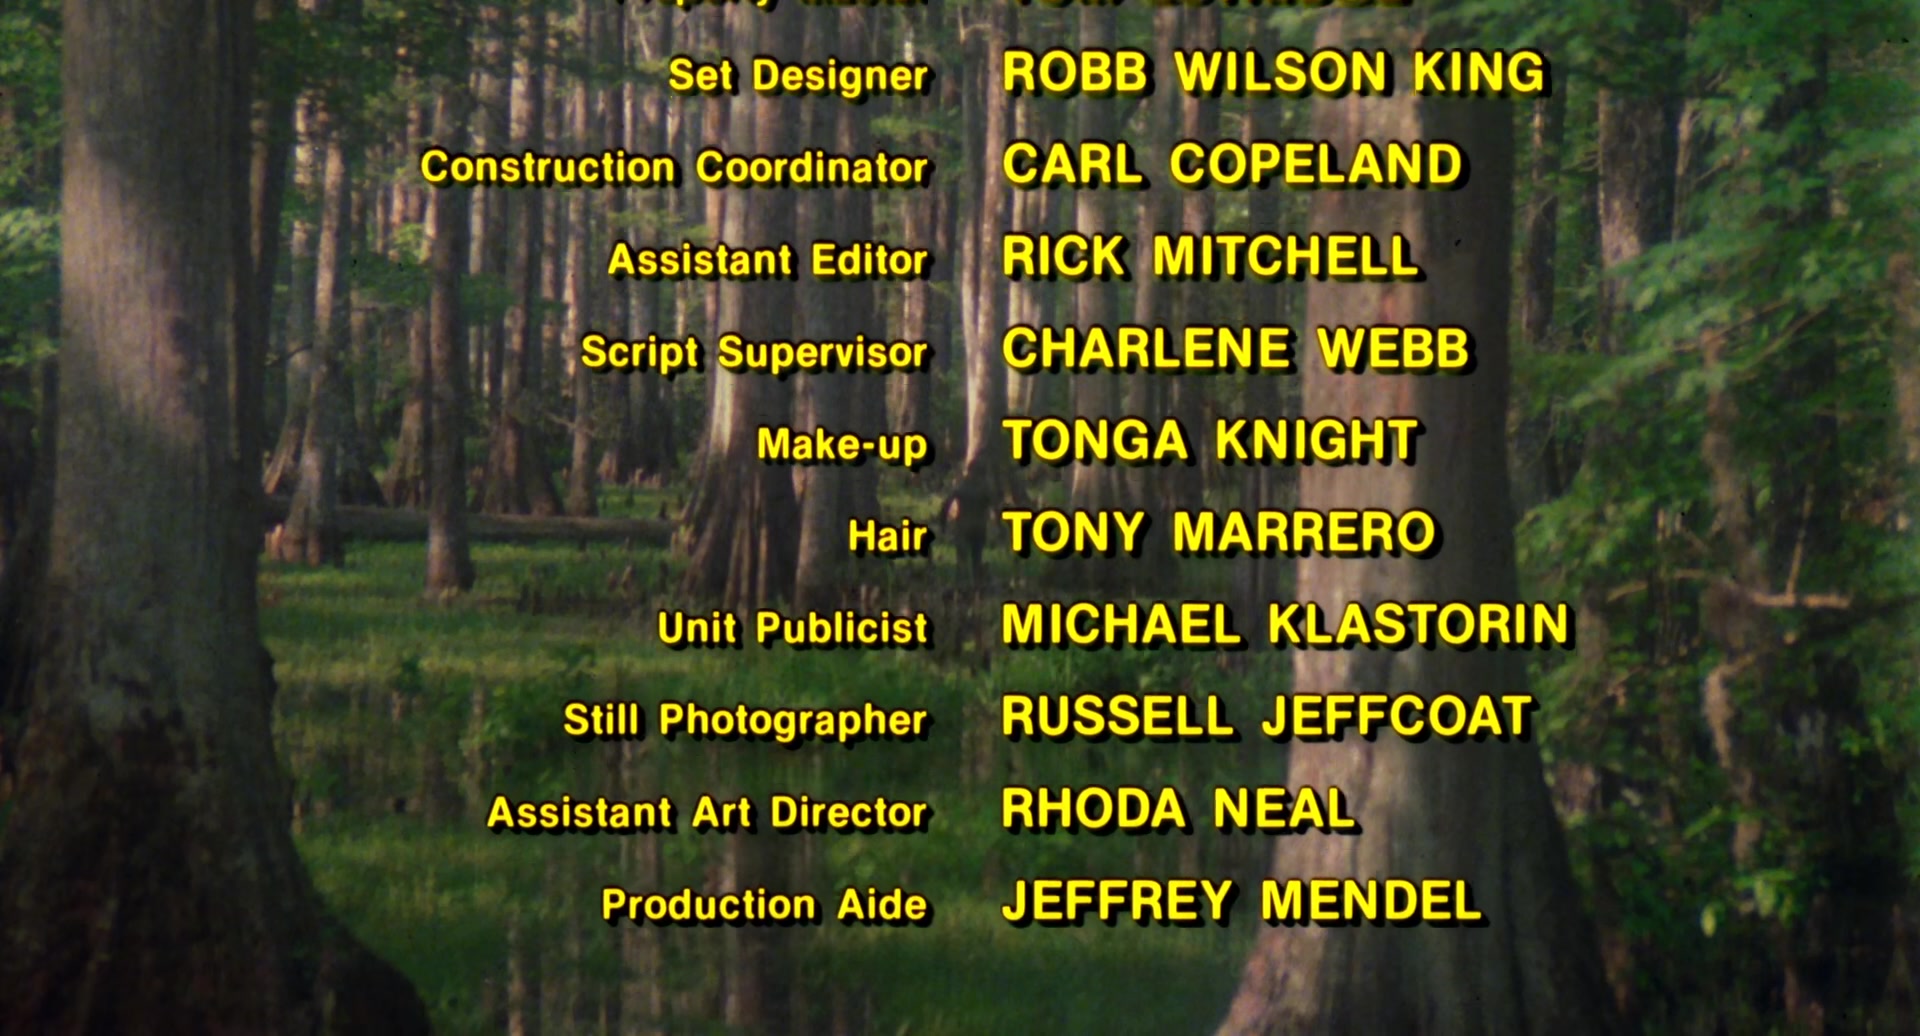 Set Designer ROBB WILSON KING
Construction Coordinator CARL COPELAND
Assistant Editor RICK MITCHELL
Script Supervisor CHARLENE WEBB
Make-up TONGA KNIGHT
Hair TONY MARRERO
Unit Publicist MICHAEL KLASTORIN
Still Photographer RUSSELL JEFFCOAT
Assistant Art Director RHODA NEAL
Production Aide JEFFREY MENDEL